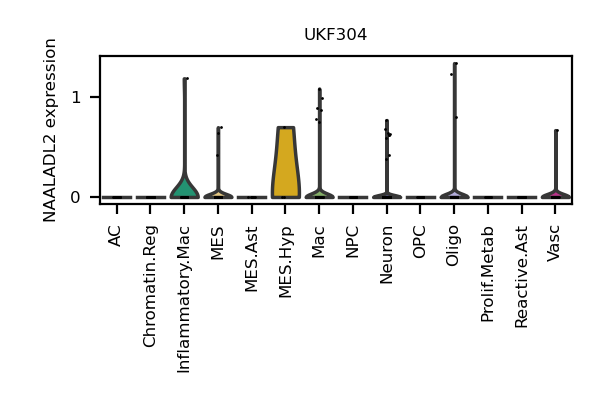 UKF304
NAALADL2 expression
1
0
AC
Chromatin.Reg
Inflammatory.Mac
MES
MES.Ast
MES.Hyp
Mac
NPC
Neuron
OPC
Oligo
Prolif.Metab
Reactive.Ast
Vasc